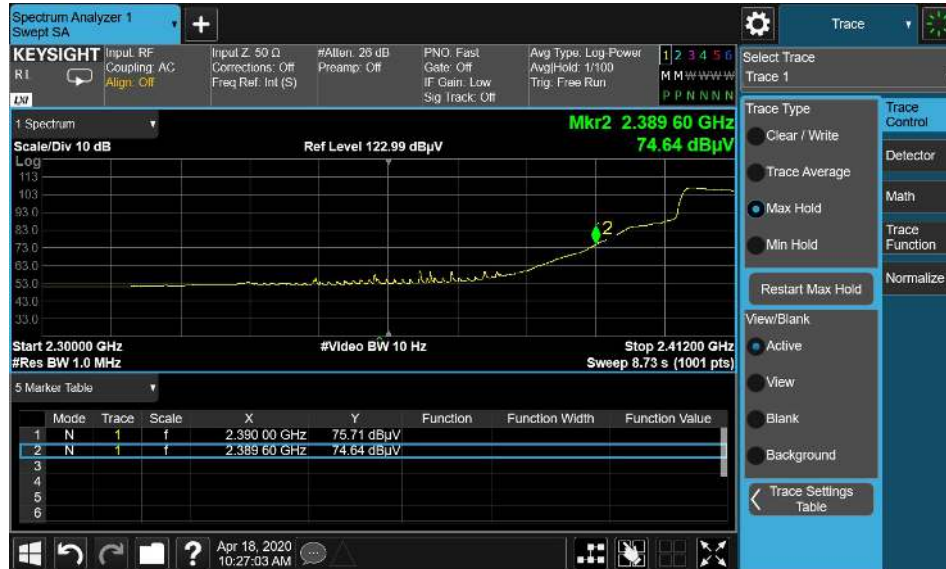 Spectrum Analyzer 1
Swept SA
Trace
KEYSIGHT
RL
LXI
Input: RF
Coupling: AC
Align: Off
Input Z: 50 Ω
Corrections: Off
Freq Ref: Int (S)
#Atten: 26 dB
Preamp: Off
PNO: Fast
Gate: Off
IF Gain: Low
Sig Track: Off
Avg Type: Log-Power
Avg|Hold: 1/100
Trig: Free Run
1 2 3 4 5 6
M M W W W W
P P N N N N
Select Trace
Trace 1
1 Spectrum
Scale/Div 10 dB
Ref Level 122.99 dBµV
Mkr2 2.389 60 GHz
74.64 dBµV
Log
113
103
93.0
83.0
73.0
63.0
53.0
43.0
33.0
2
Start 2.30000 GHz
#Video BW 10 Hz
Stop 2.41200 GHz
#Res BW 1.0 MHz
Sweep 8.73 s (1001 pts)
5 Marker Table
Mode Trace Scale X Y Function Function Width Function Value
1 N 1 f 2.390 00 GHz 75.71 dBµV
2 N 1 f 2.389 60 GHz 74.64 dBµV
3
4
5
6
Trace Type
Clear / Write
Trace Average
Max Hold
Min Hold
Restart Max Hold
View/Blank
Active
View
Blank
Background
Trace Settings
Table
Trace
Control
Detector
Math
Trace
Function
Normalize
Apr 18, 2020
10:27:03 AM